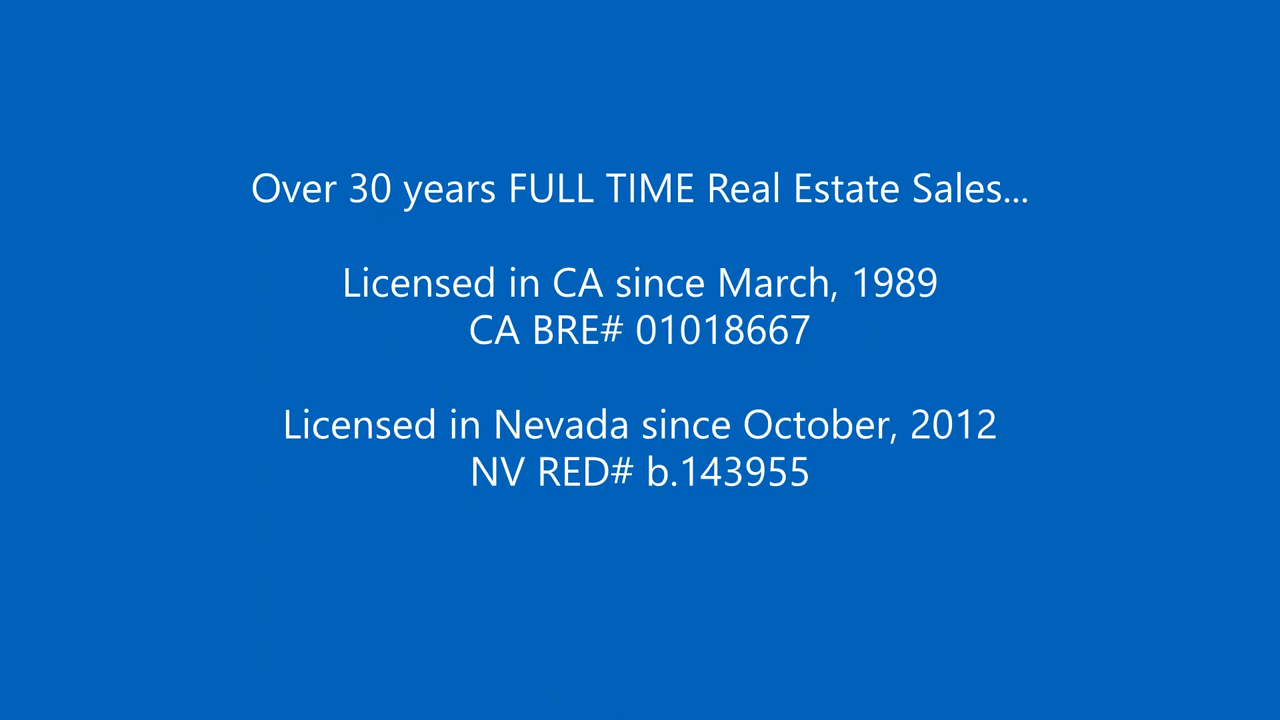 Over 30 years FULL TIME Real Estate Sales...
Licensed in CA since March, 1989
CA BRE# 01018667
Licensed in Nevada since October, 2012
NV RED# b.143955